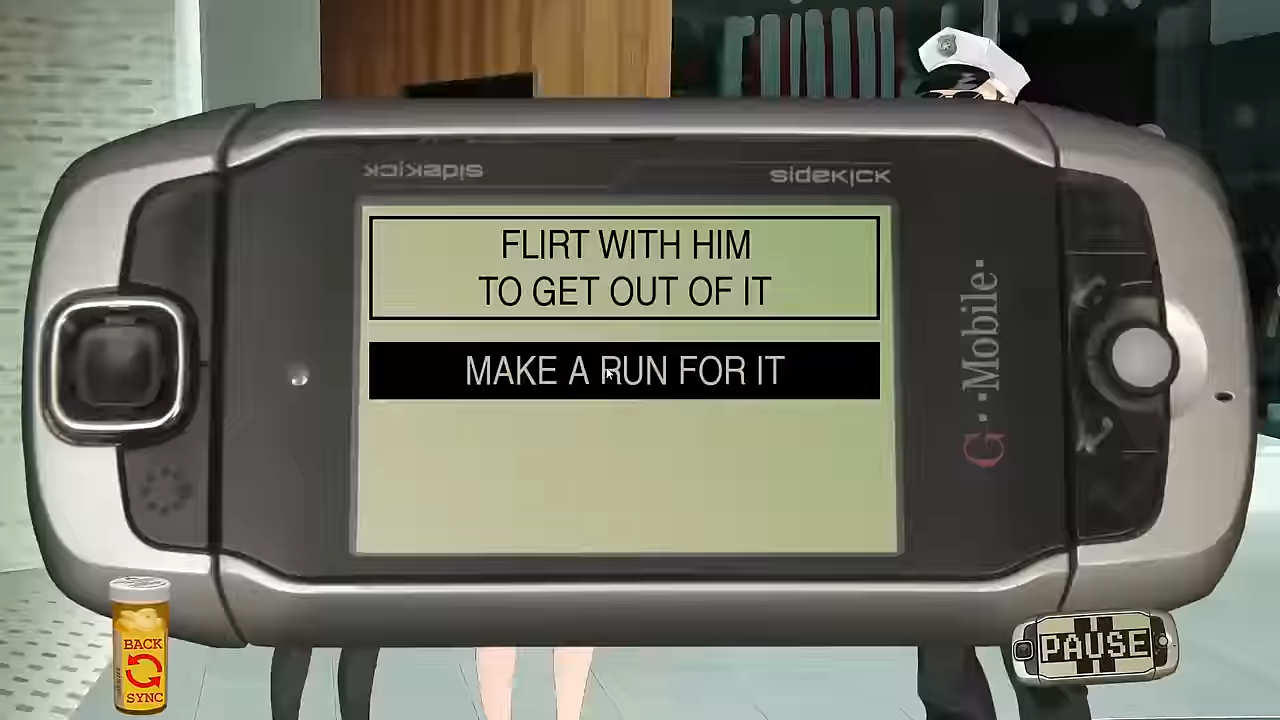 sidekick
sidekick
FLIRT WITH HIM
TO GET OUT OF IT
MAKE A RUN FOR IT
G··Mobile·
BACK
SYNC
PAUSE